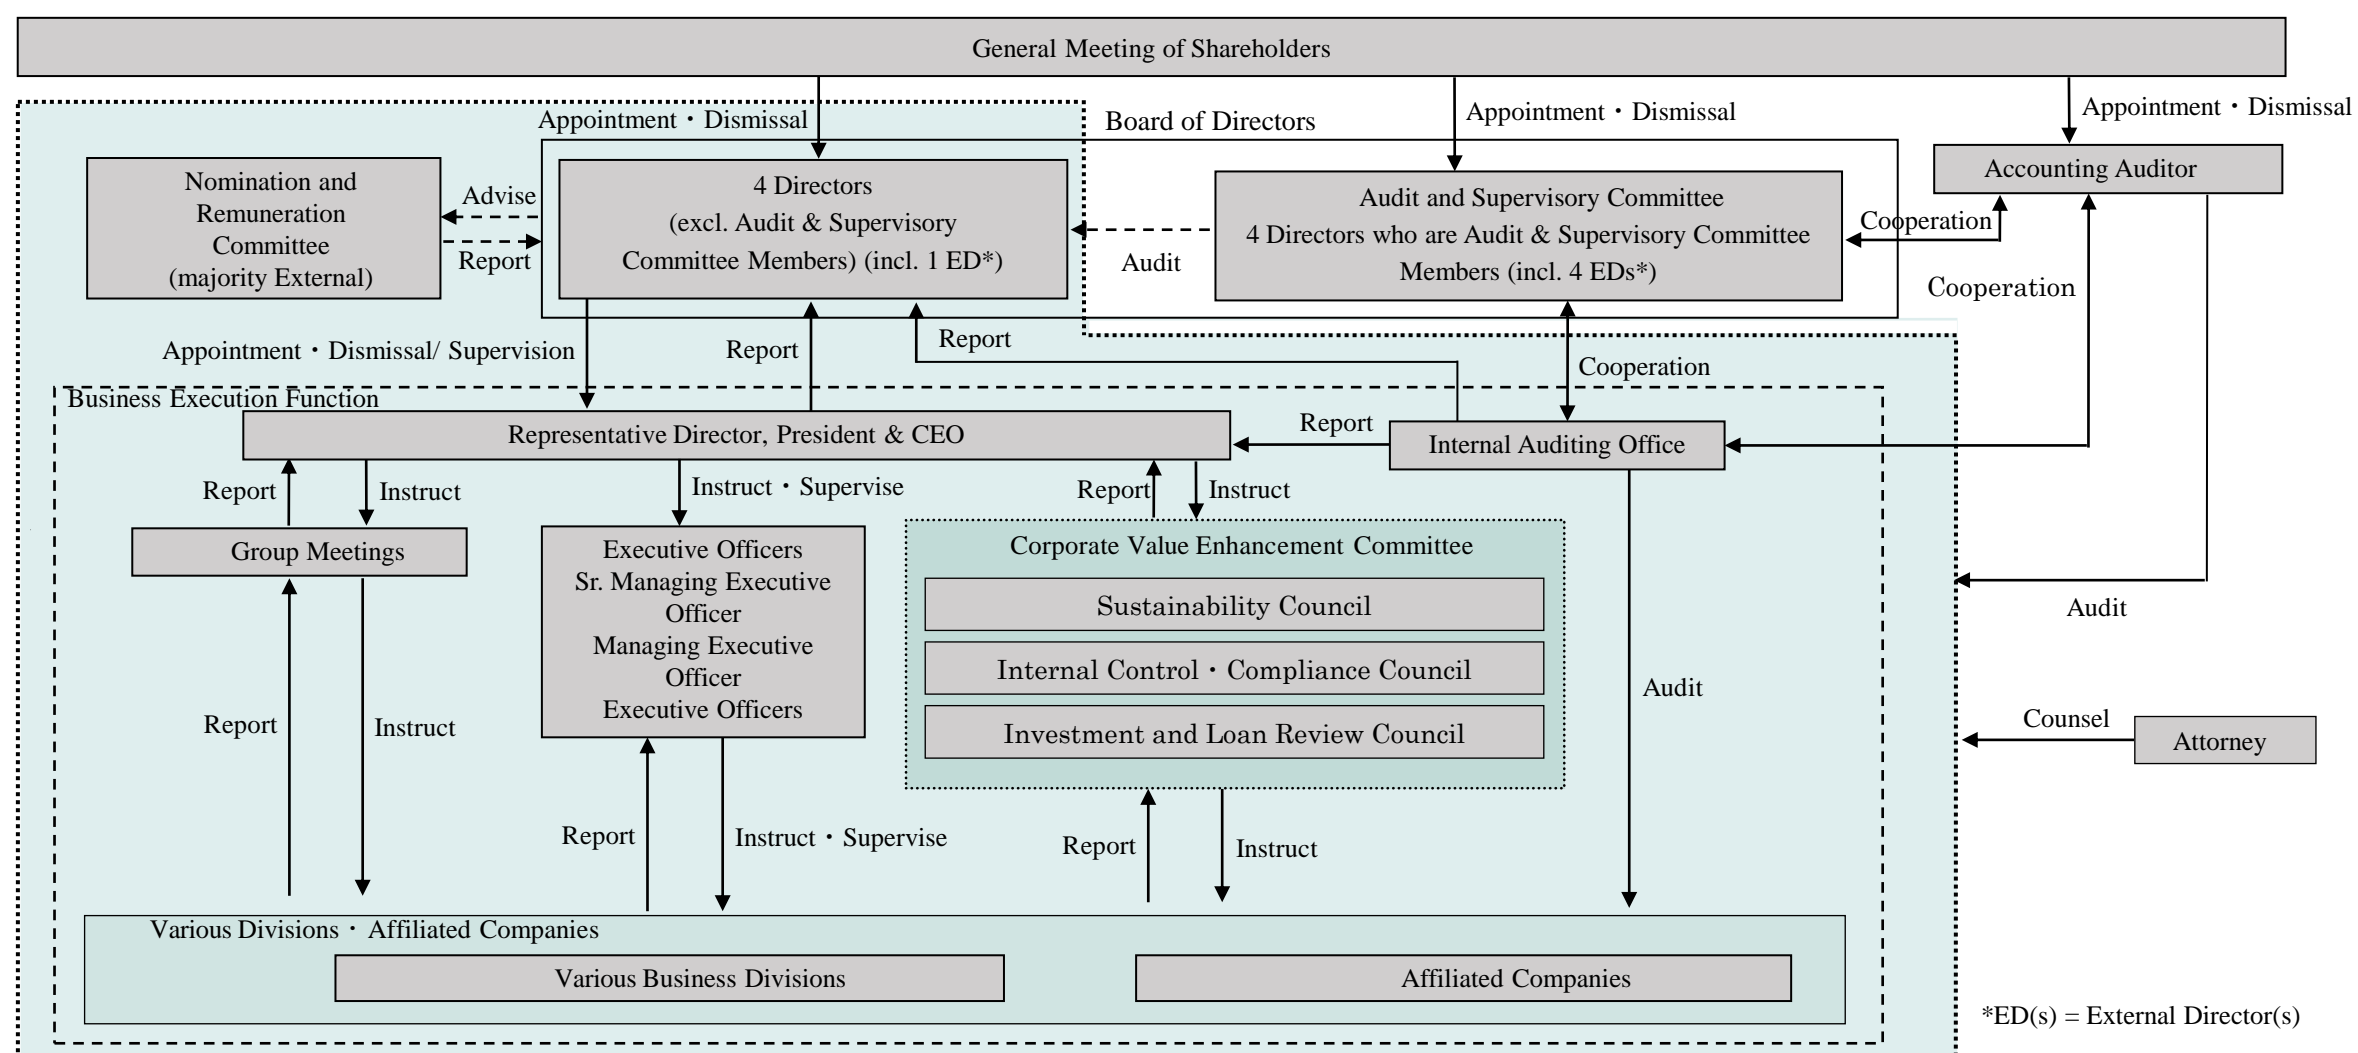 General Meeting of Shareholders
Appointment・Dismissal
Board of Directors
Appointment・Dismissal
Appointment・Dismissal
Nomination and
Remuneration
Committee
(majority External)
Advise
Report
4 Directors
(excl. Audit & Supervisory
Committee Members) (incl. 1 ED*)
Audit
Audit and Supervisory Committee
4 Directors who are Audit & Supervisory Committee
Members (incl. 4 EDs*)
Accounting Auditor
Cooperation
Cooperation
Appointment・Dismissal/ Supervision
Report
Report
Cooperation
Business Execution Function
Representative Director, President & CEO
Report
Internal Auditing Office
Report
Instruct
Instruct・Supervise
Report
Instruct
Group Meetings
Executive Officers
Sr. Managing Executive
Officer
Managing Executive
Officer
Executive Officers
Corporate Value Enhancement Committee
Sustainability Council
Internal Control・Compliance Council
Investment and Loan Review Council
Audit
Audit
Counsel
Attorney
Report
Instruct
Report
Instruct・Supervise
Report
Instruct
Various Divisions・Affiliated Companies
Various Business Divisions
Affiliated Companies
*ED(s) = External Director(s)